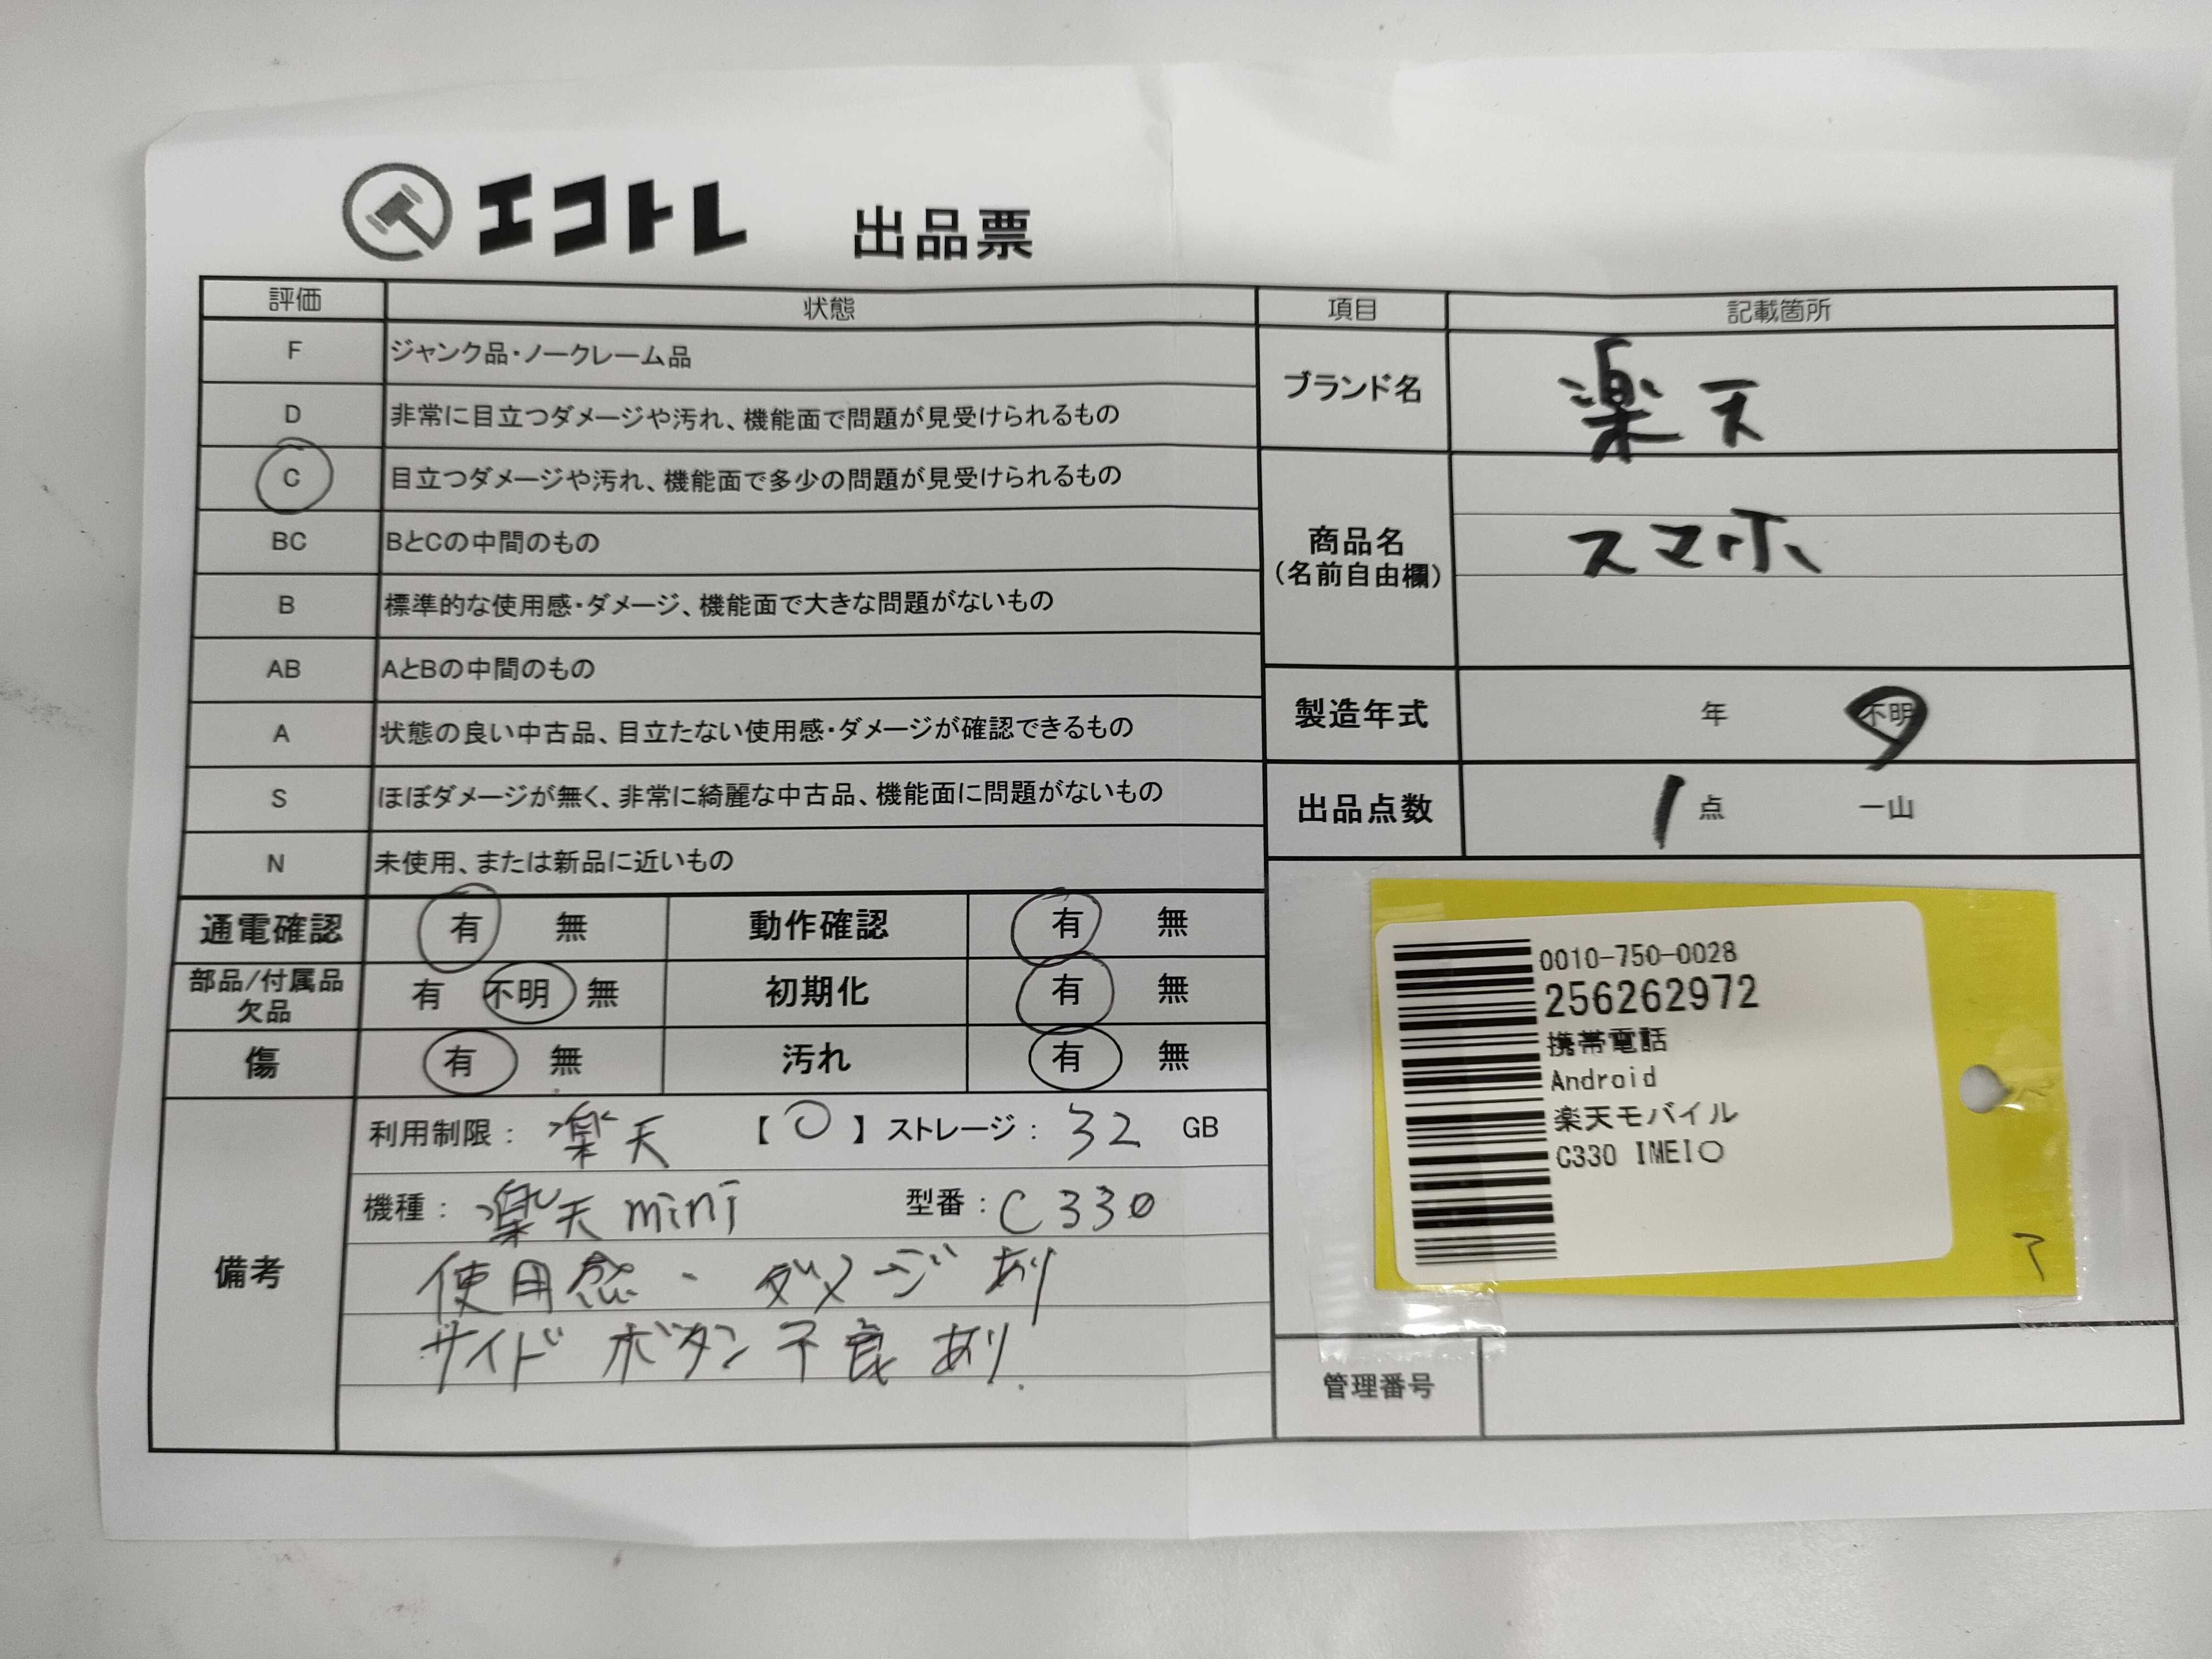 エコトレ 出品票
評価 状態
F ジャンク品・ノークレーム品
D 非常に目立つダメージや汚れ、機能面で問題が見受けられるもの
C 目立つダメージや汚れ、機能面で多少の問題が見受けられるもの
BC BとCの中間のもの
B 標準的な使用感・ダメージ、機能面で大きな問題がないもの
AB AとBの中間のもの
A 状態の良い中古品、目立たない使用感・ダメージが確認できるもの
S ほぼダメージが無く、非常に綺麗な中古品、機能面に問題がないもの
N 未使用、または新品に近いもの
通電確認 有 無 動作確認 有 無
部品/付属品
欠品 有 不明 無 初期化 有 無
傷 有 無 汚れ 有 無
備考
利用制限: 楽天 【○】 ストレージ: 32 GB
機種: 楽天mini 型番: C330
使用感・ダメージあり
サイドボタン不良あり.
項目 記載箇所
ブランド名 楽天
商品名
(名前自由欄) スマホ
製造年式 年 不明
出品点数 1 点 一山
0010-750-0028
256262972
携帯電話
Android
楽天モバイル
C330 IMEI○
ア
管理番号